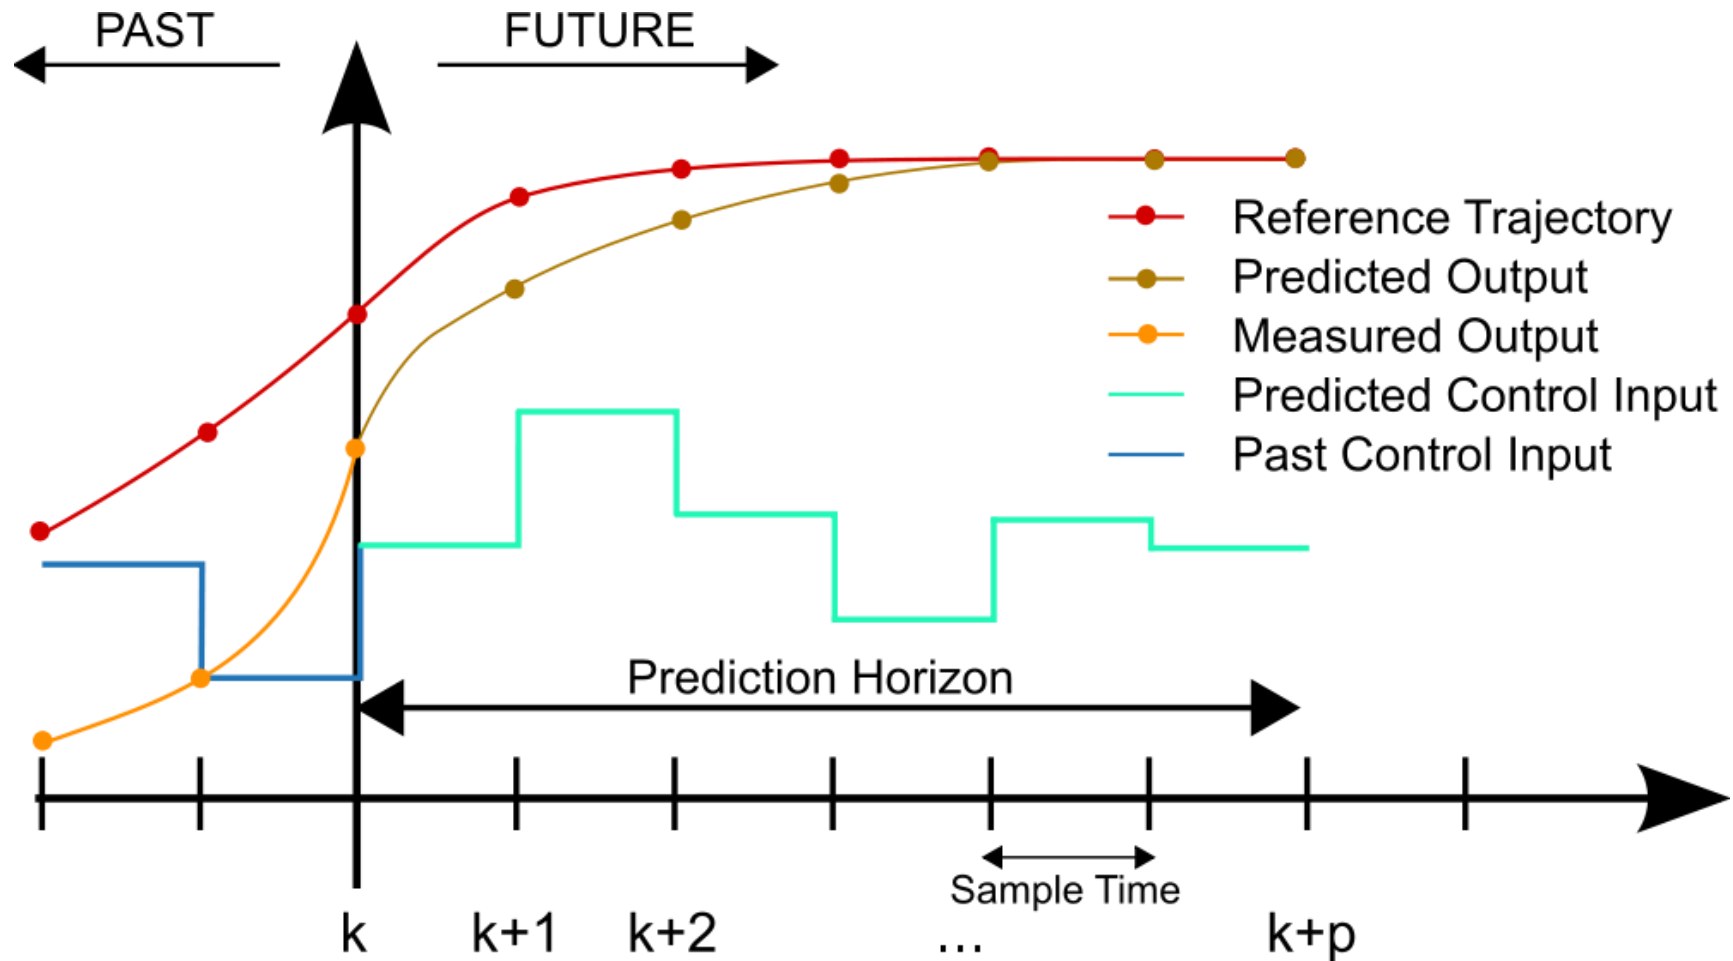 PAST
FUTURE
Reference Trajectory
Predicted Output
Measured Output
Predicted Control Input
Past Control Input
Prediction Horizon
Sample Time
k
k+1
k+2
...
k+p